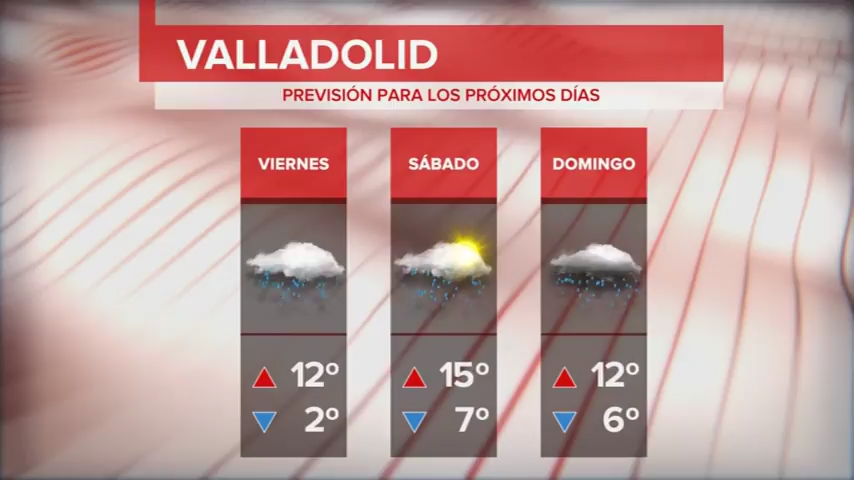 VALLADOLID
PREVISIÓN PARA LOS PRÓXIMOS DÍAS
VIERNES SÁBADO DOMINGO
12º 15º 12º
2º 7º 6º